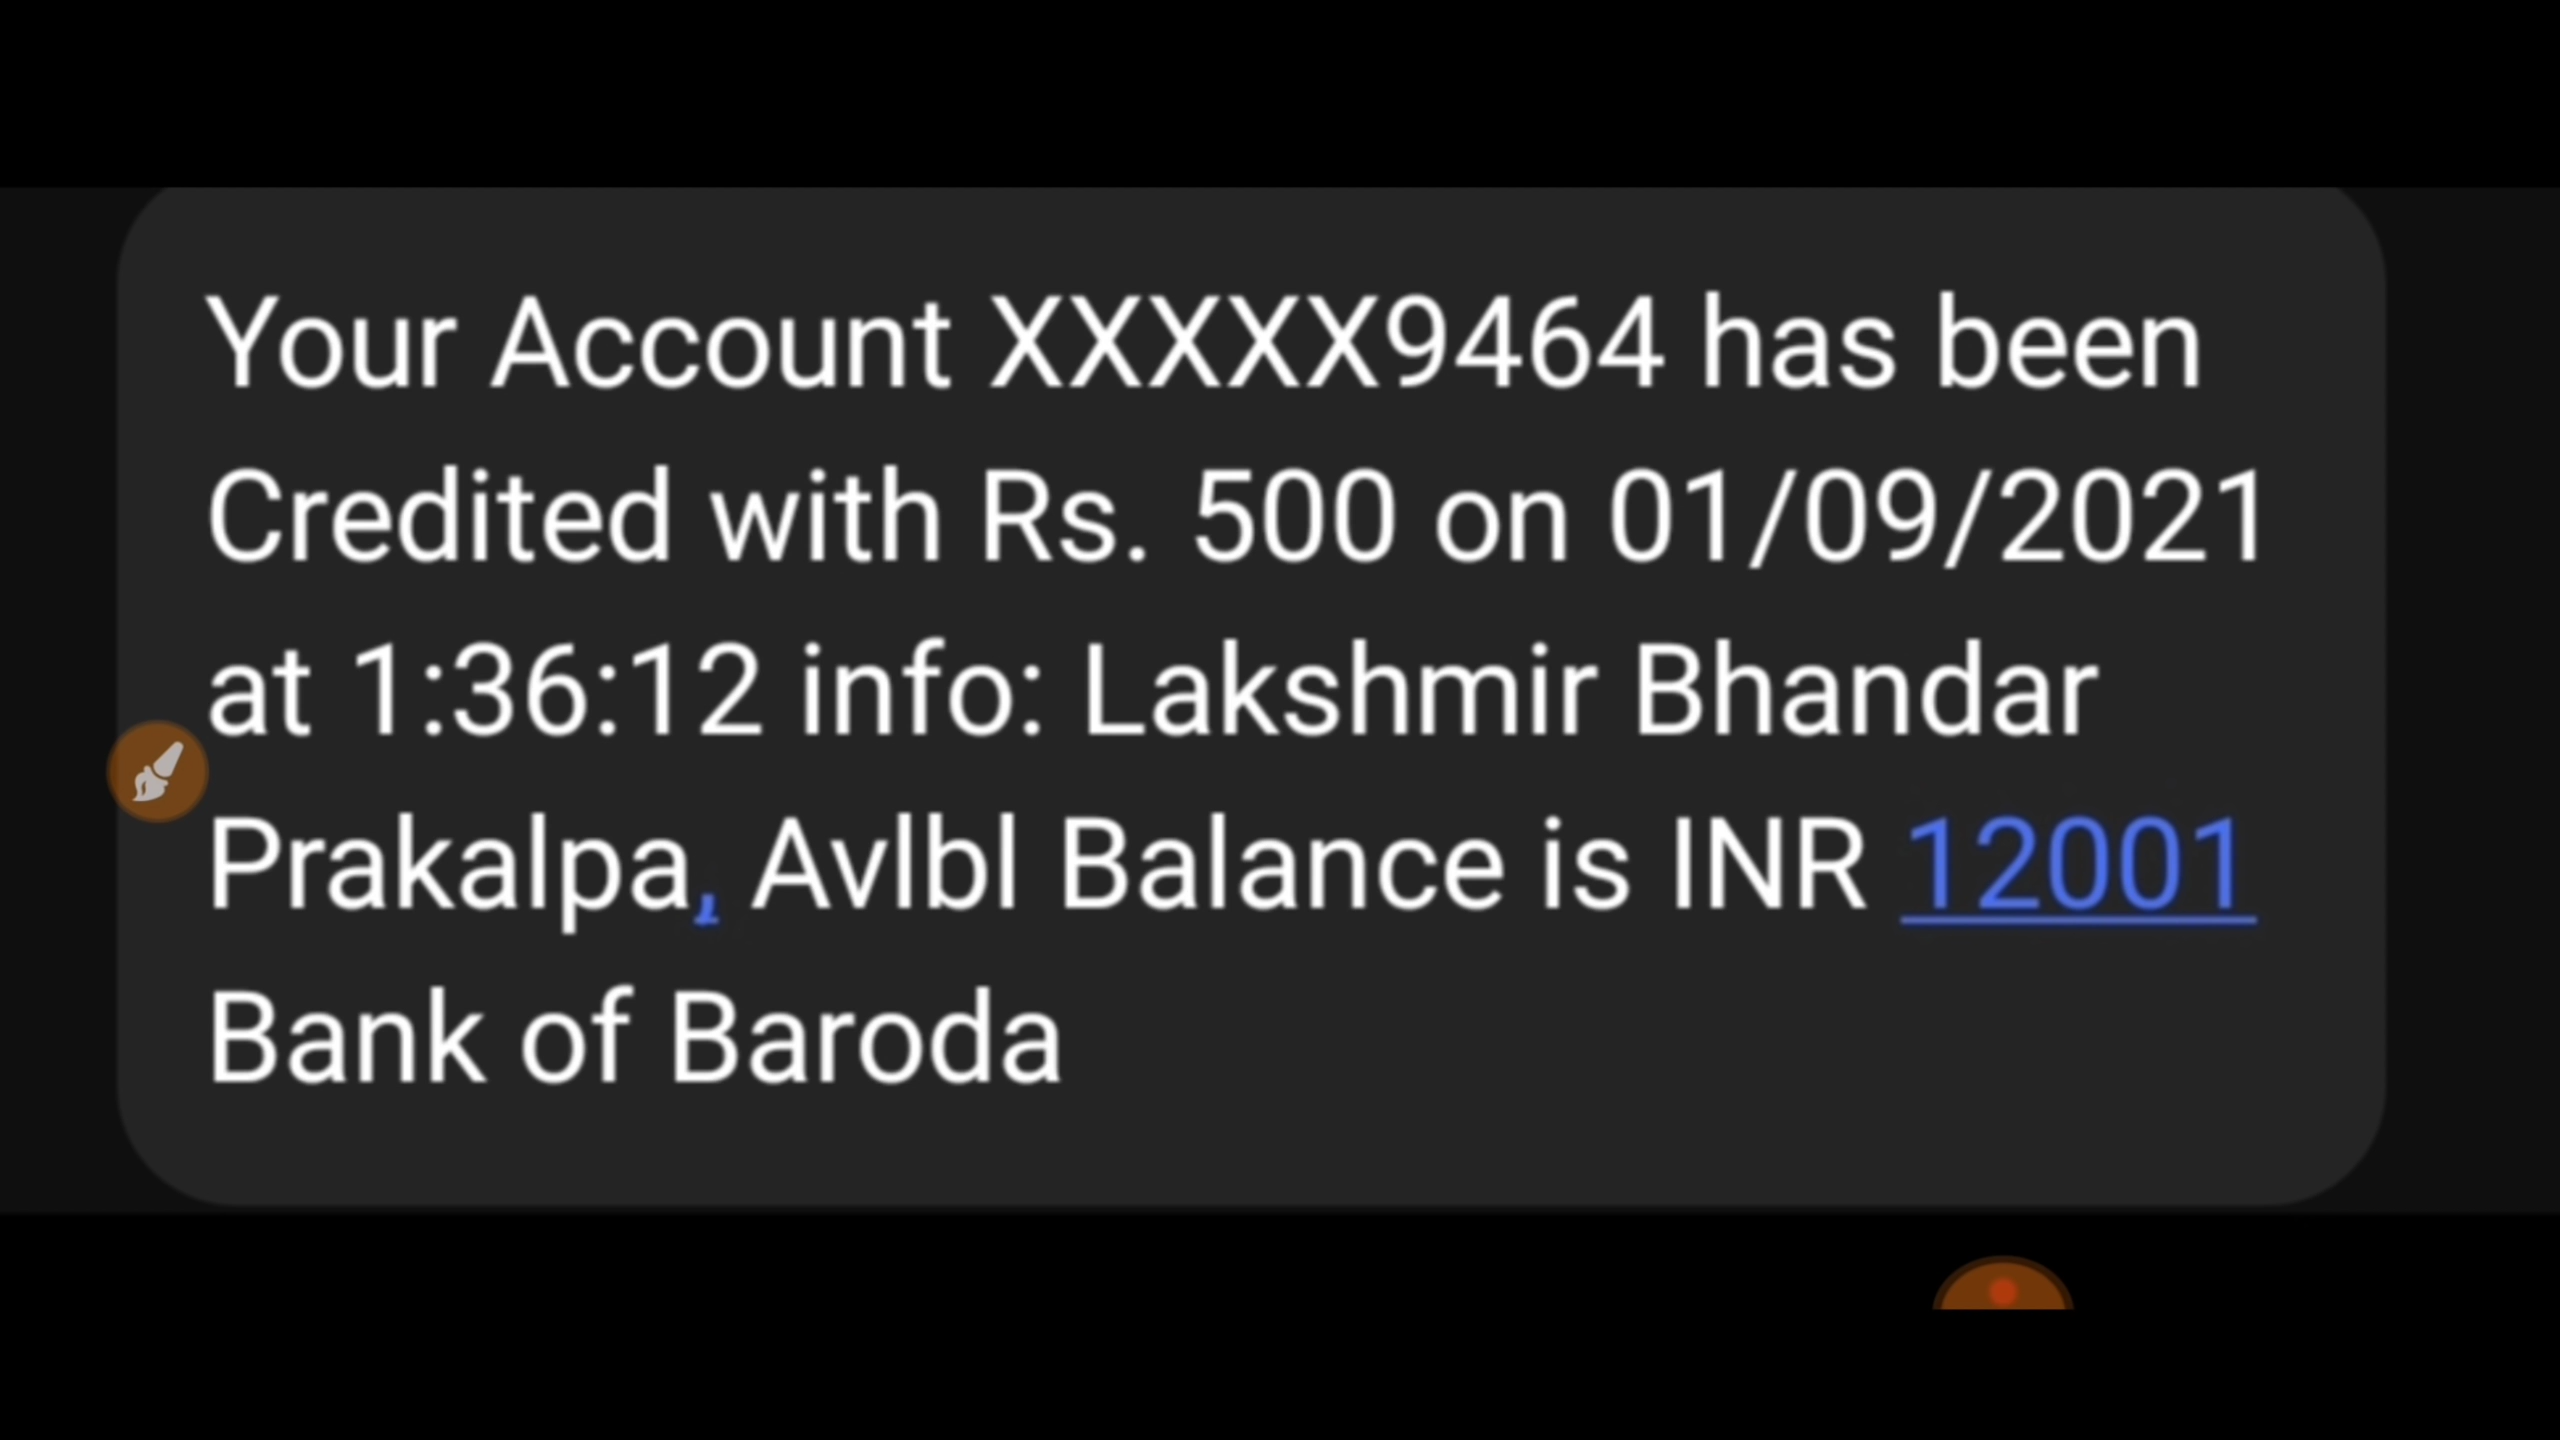 Your Account XXXXX9464 has been
Credited with Rs. 500 on 01/09/2021
at 1:36:12 info: Lakshmir Bhandar
Prakalpa, Avlbl Balance is INR 12001
Bank of Baroda